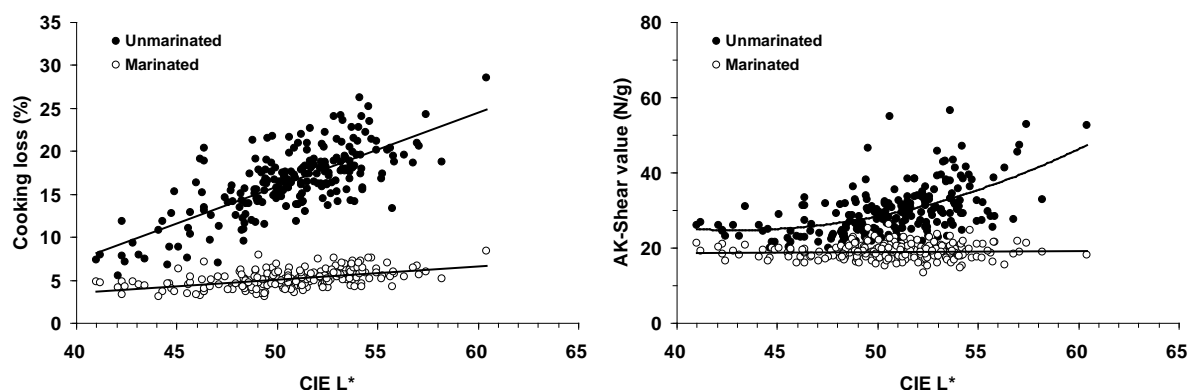 Cooking loss (%)
35
30
25
20
15
10
5
0
Unmarinated
Marinated
40 45 50 55 60 65
CIE L*
AK-Shear value (N/g)
80
60
40
20
0
Unmarinated
Marinated
40 45 50 55 60 65
CIE L*